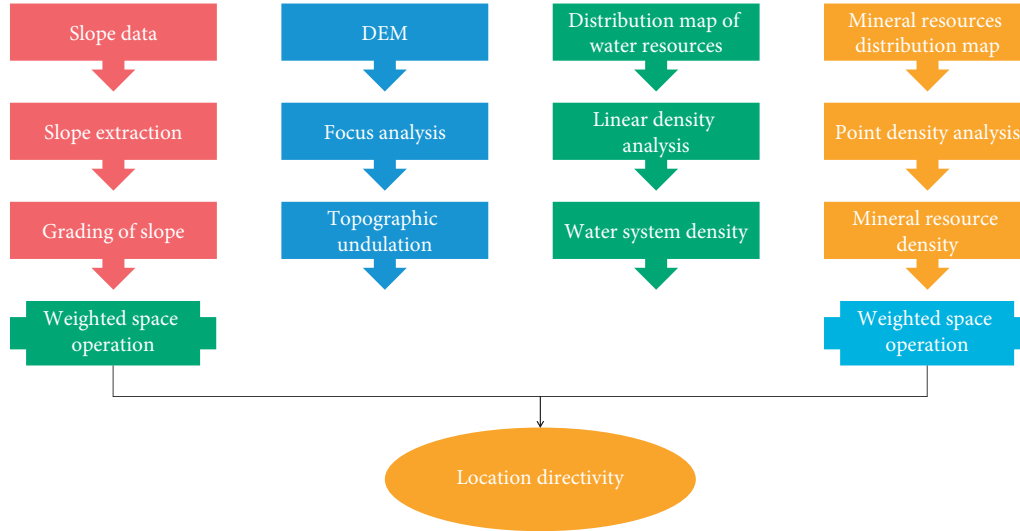 Slope data
DEM
Distribution map of
water resources
Mineral resources
distribution map
Slope extraction
Focus analysis
Linear density
analysis
Point density analysis
Grading of slope
Topographic
undulation
Water system density
Mineral resource
density
Weighted space
operation
Weighted space
operation
Location directivity